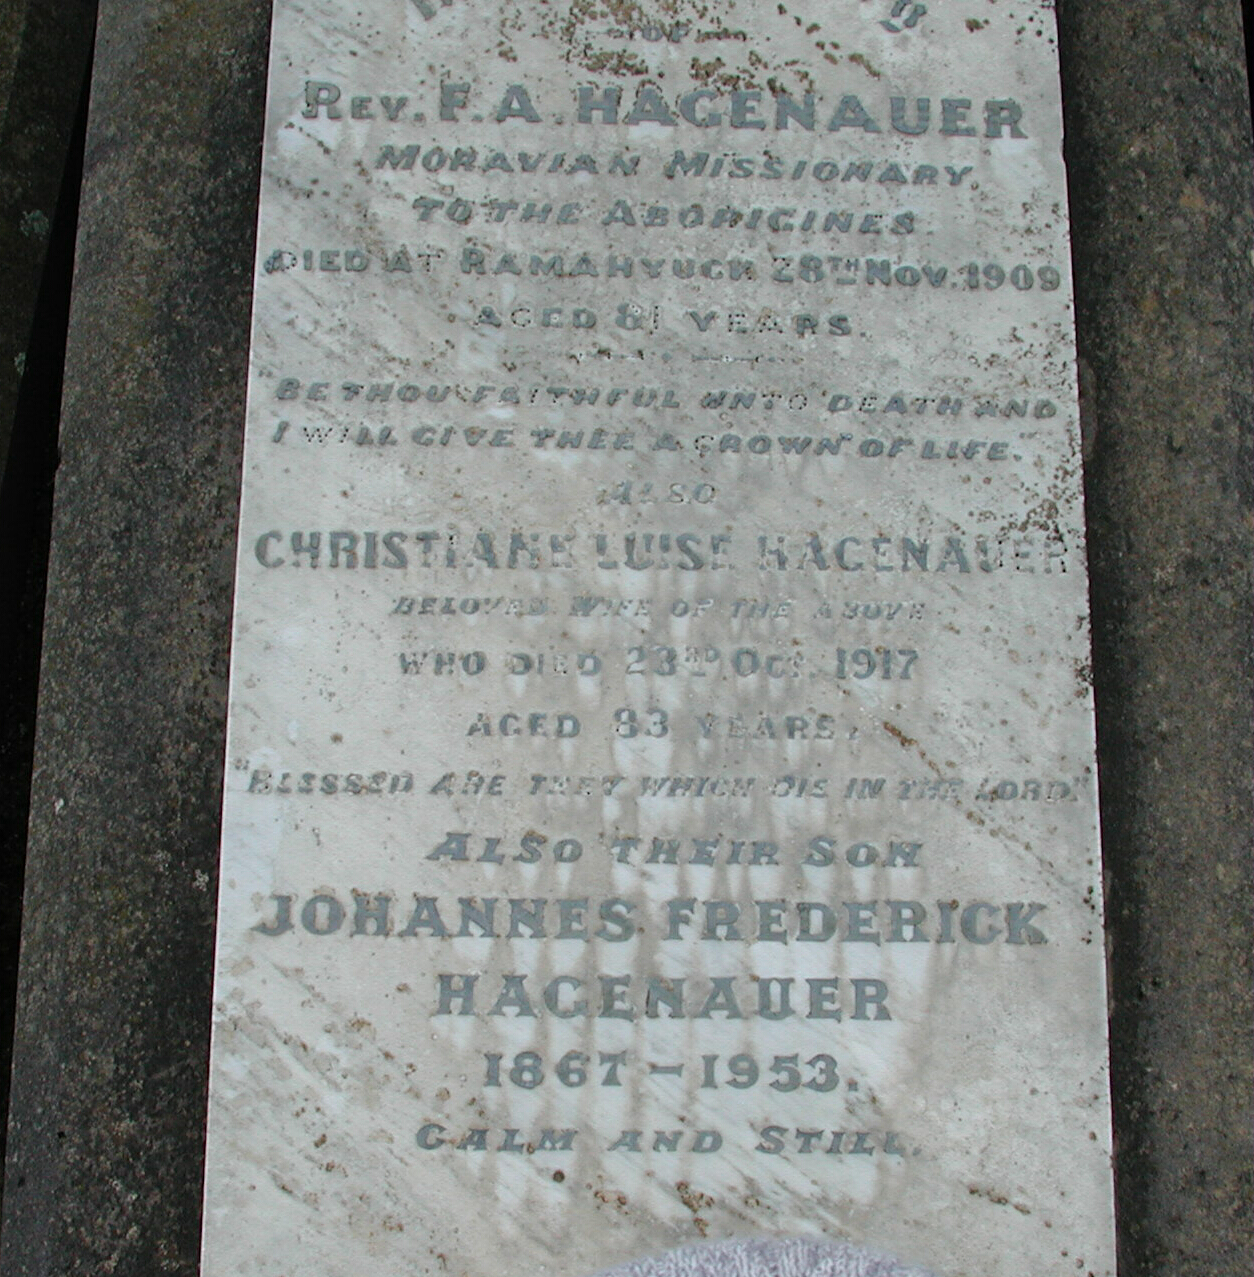 OF
REV. F. A. HAGENAUER
MORAVIAN MISSIONARY
TO THE ABORIGINES
DIED AT RAMAHYUCK 28TH NOV. 1909
AGED 81 YEARS.
BE THOU FAITHFUL UNTO DEATH AND
I WILL GIVE THEE A CROWN OF LIFE.
ALSO
CHRISTIANE LUISE HAGENAUER
BELOVED WIFE OF THE ABOVE
WHO DIED 23RD OCT. 1917
AGED 83 YEARS.
"BLESSED ARE THEY WHICH DIE IN THE LORD."
ALSO THEIR SON
JOHANNES FREDERICK
HAGENAUER
1867 – 1953.
CALM AND STILL.